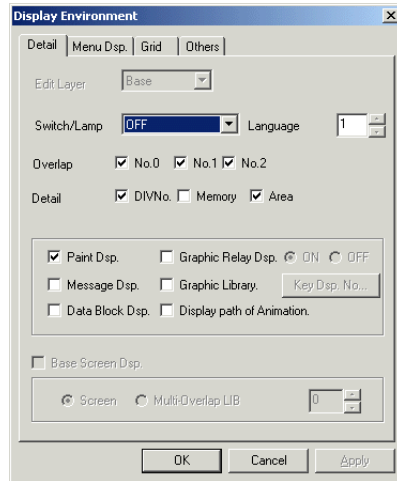 Display Environment
Detail Menu Dsp. Grid Others
Edit Layer Base
Switch/Lamp OFF Language 1
Overlap No.0 No.1 No.2
Detail DIVNo. Memory Area
Paint Dsp. Graphic Relay Dsp. ON OFF
Message Dsp. Graphic Library. Key Dsp. No...
Data Block Dsp. Display path of Animation.
Base Screen Dsp.
Screen Multi-Overlap LIB 0
OK Cancel Apply